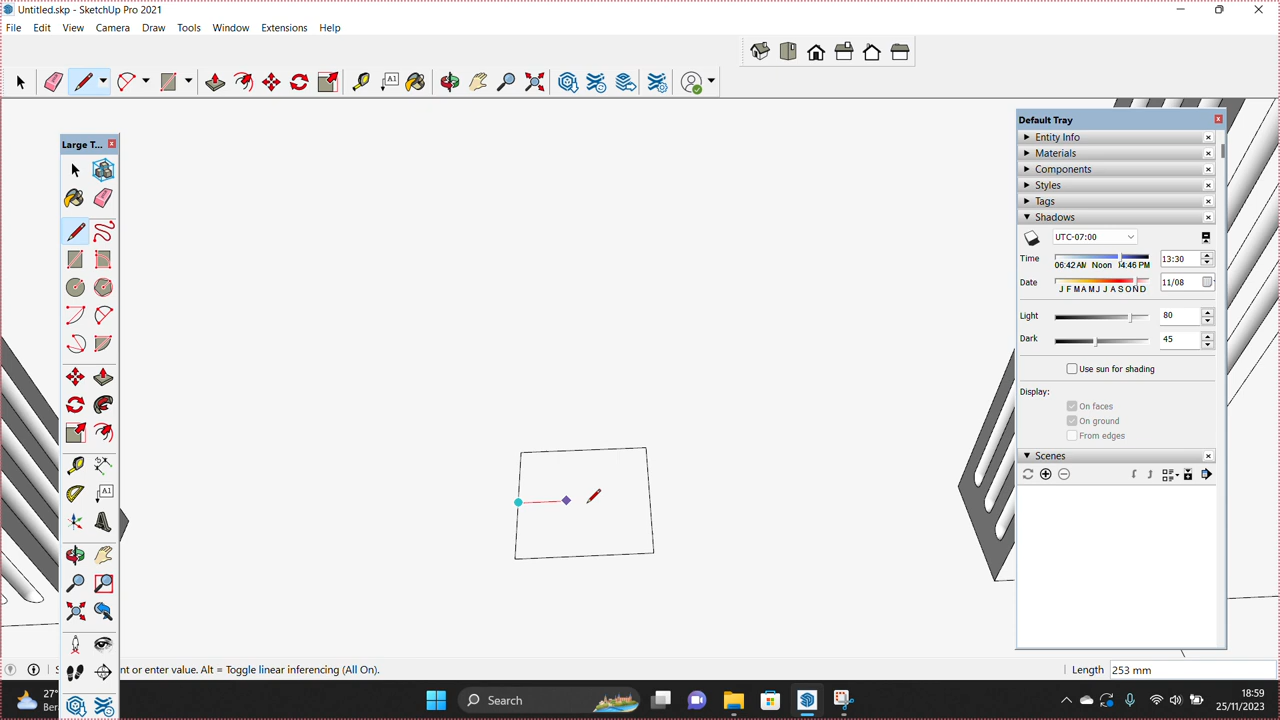 Untitled.skp - SketchUp Pro 2021
File Edit View Camera Draw Tools Window Extensions Help
A1
Large T...
A1
Default Tray
Entity Info
Materials
Components
Styles
Tags
Shadows
UTC-07:00
Time 13:30
06:42 AM Noon 04:46 PM
Date 11/08
J F M A M J J A S O N D
Light 80
Dark 45
Use sun for shading
Display:
On faces
On ground
From edges
Scenes
nt or enter value. Alt = Toggle linear inferencing (All On).
Length 253 mm
27°
Search
18:59
25/11/2023